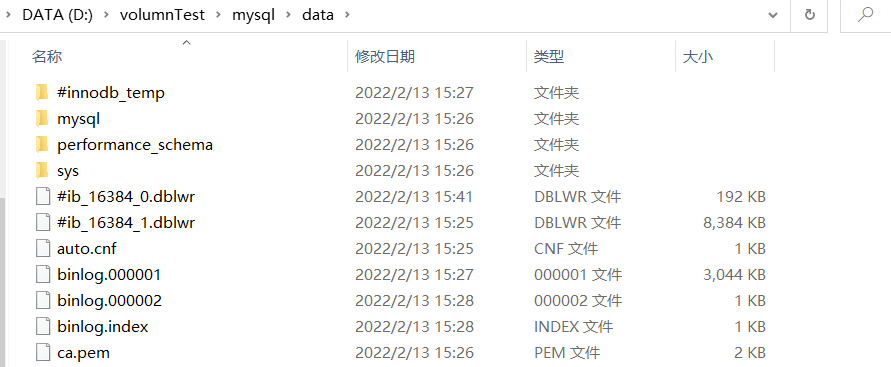 DATA (D:) volumnTest mysql data
名称 修改日期 类型 大小
#innodb_temp 2022/2/13 15:27 文件夹
mysql 2022/2/13 15:26 文件夹
performance_schema 2022/2/13 15:26 文件夹
sys 2022/2/13 15:26 文件夹
#ib_16384_0.dblwr 2022/2/13 15:41 DBLWR 文件 192 KB
#ib_16384_1.dblwr 2022/2/13 15:25 DBLWR 文件 8,384 KB
auto.cnf 2022/2/13 15:25 CNF 文件 1 KB
binlog.000001 2022/2/13 15:27 000001 文件 3,044 KB
binlog.000002 2022/2/13 15:28 000002 文件 1 KB
binlog.index 2022/2/13 15:28 INDEX 文件 1 KB
ca.pem 2022/2/13 15:26 PEM 文件 2 KB